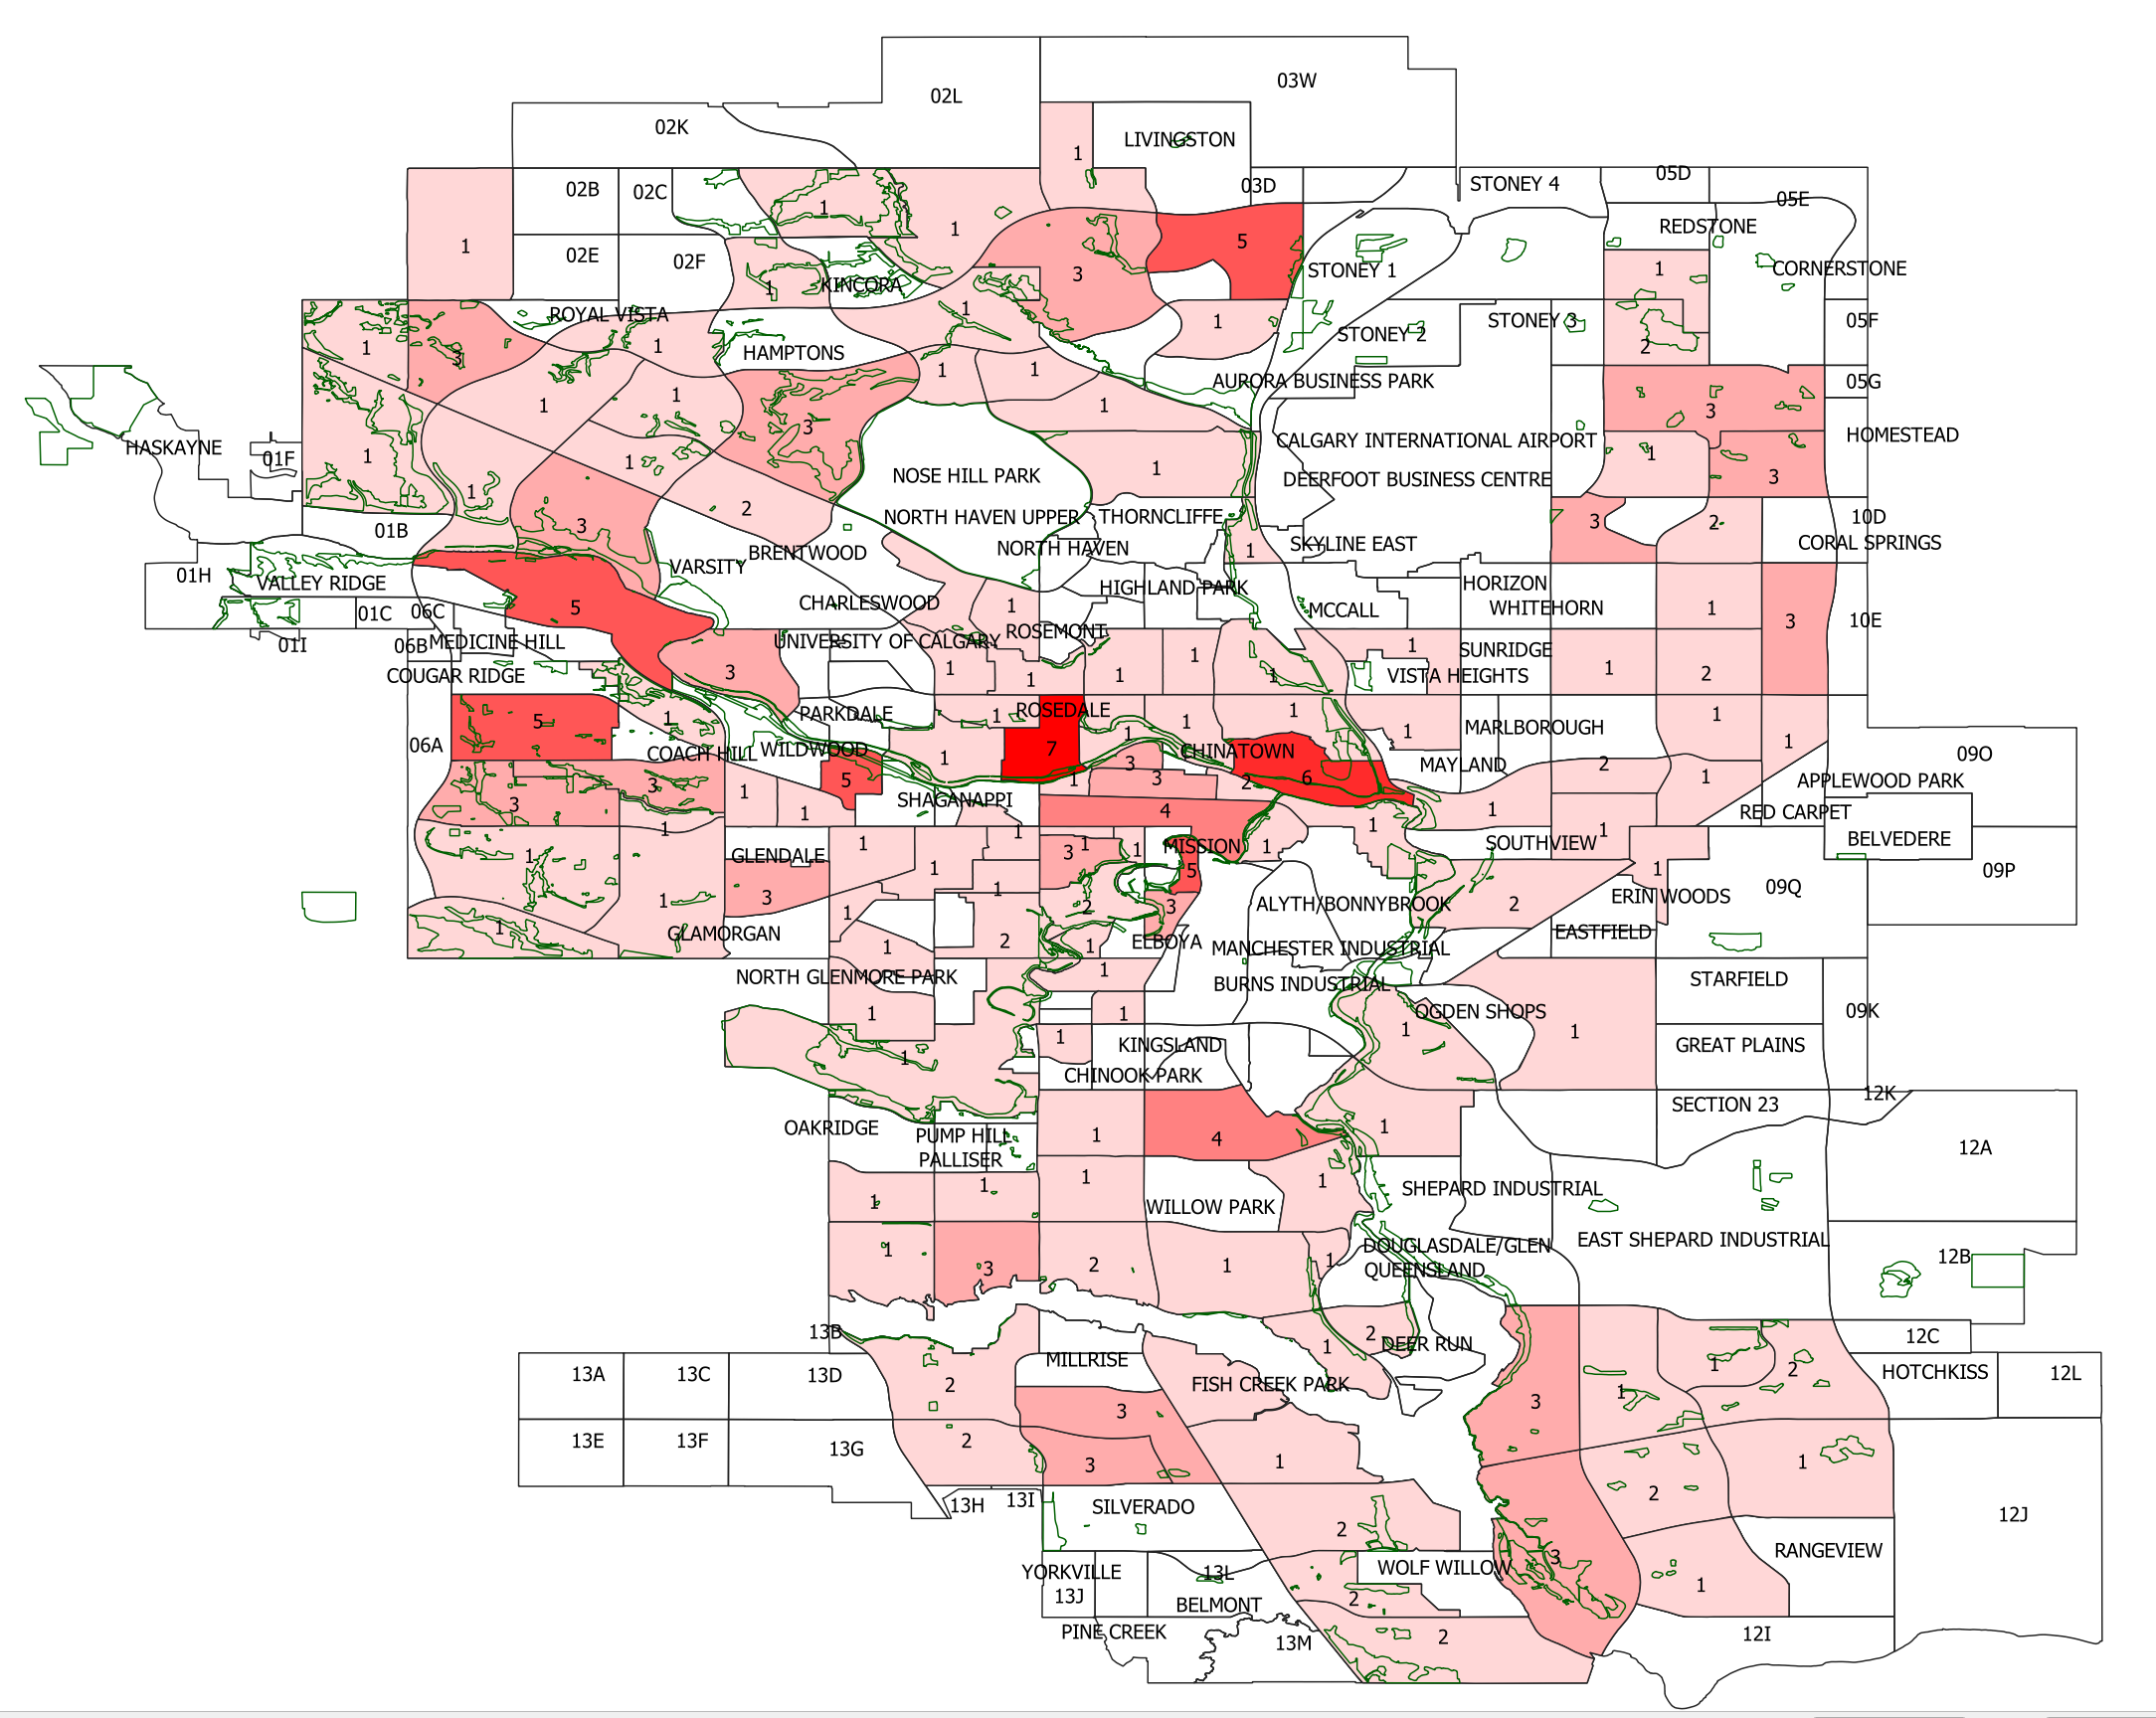 03W
02L
02K
LIVINGSTON
1
05D
STONEY 4
03D
02B
02C
05E
1
REDSTONE
1
5
1
02E
02F
1
STONEY 1
CORNERSTONE
3
KINCORA
1
1
ROYAL VISTA
1
STONEY 3
05F
STONEY 2
1
1
2
HAMPTONS
3
1
1
AURORA BUSINESS PARK
05G
1
1
1
3
3
HOMESTEAD
CALGARY INTERNATIONAL AIRPORT
HASKAYNE
01F
1
1
1
1
NOSE HILL PARK
3
DEERFOOT BUSINESS CENTRE
1
2
NORTH HAVEN UPPER
THORNCLIFFE
10D
3
2
3
01B
CORAL SPRINGS
SKYLINE EAST
NORTH HAVEN
1
BRENTWOOD
VARSITY
01H
VALLEY RIDGE
HORIZON
HIGHLAND PARK
CHARLESWOOD
1
5
WHITEHORN
1
MCCALL
01C
06C
3
10E
ROSEMONT
UNIVERSITY OF CALGARY
01I
06B
MEDICINE HILL
1
SUNRIDGE
1
COUGAR RIDGE
3
1
1
1
1
VISTA HEIGHTS
1
2
ROSEDALE
PARKDALE
1
1
1
5
1
1
MARLBOROUGH
1
1
06A
7
COACH HILL
WILDWOOD
CHINATOWN
1
09O
1
3
MAYLAND
2
5
1
3
2
6
1
APPLEWOOD PARK
3
1
3
SHAGANAPPI
1
4
1
RED CARPET
1
1
1
1
1
BELVEDERE
SOUTHVIEW
1
3
1
1
MISSION
1
GLENDALE
1
1
5
1
09P
09Q
3
1
1
ERIN WOODS
1
2
3
ALYTH/BONNYBROOK
2
1
GLAMORGAN
1
2
1
ELBOYA
MANCHESTER INDUSTRIAL
EASTFIELD
NORTH GLENMORE PARK
1
BURNS INDUSTRIAL
STARFIELD
1
1
OGDEN SHOPS
09K
1
1
1
1
KINGSLAND
GREAT PLAINS
CHINOOK PARK
12K
SECTION 23
OAKRIDGE
PUMP HILL
1
4
1
12A
PALLISER
1
1
1
1
WILLOW PARK
SHEPARD INDUSTRIAL
1
DOUGLASDALE/GLEN
EAST SHEPARD INDUSTRIAL
12B
3
2
1
1
QUEENSLAND
13B
1
2
DEER RUN
12C
MILLRISE
13A
13C
13D
2
FISH CREEK PARK
1
2
HOTCHKISS
12L
1
3
3
13E
13F
13G
2
3
1
1
2
13H
13I
SILVERADO
2
12J
YORKVILLE
13L
WOLF WILLOW
3
RANGEVIEW
13J
BELMONT
2
1
PINE CREEK
13M
2
12I